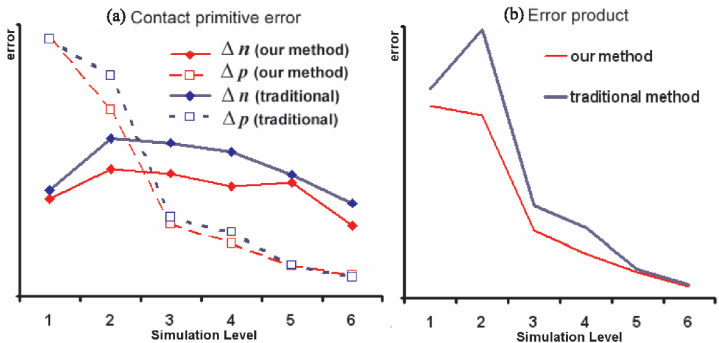 (a) Contact primitive error
error
Δ n (our method)
Δ p (our method)
Δ n (traditional)
Δ p (traditional)
1 2 3 4 5 6
Simulation Level
(b) Error product
error
our method
traditional method
1 2 3 4 5 6
Simulation Level